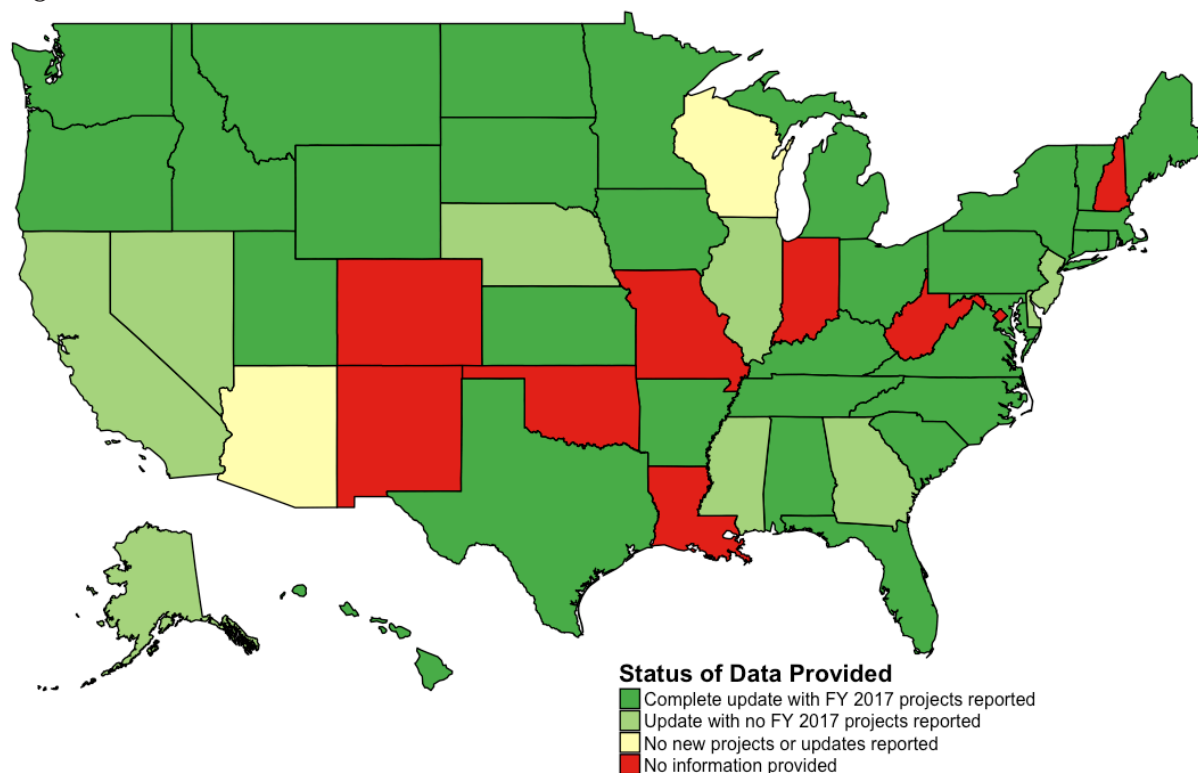 Status of Data Provided
Complete update with FY 2017 projects reported
Update with no FY 2017 projects reported
No new projects or updates reported
No information provided